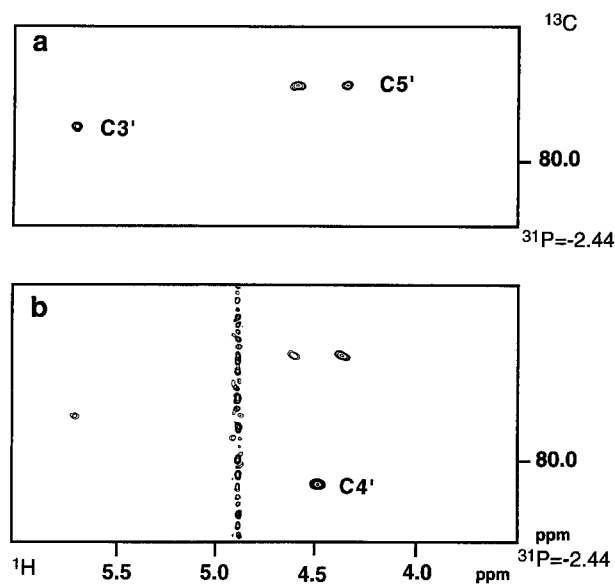 a
¹³C
C5'
C3'
80.0
³¹P=-2.44
b
80.0
C4'
ppm
¹H
5.5
5.0
4.5
4.0
ppm
³¹P=-2.44